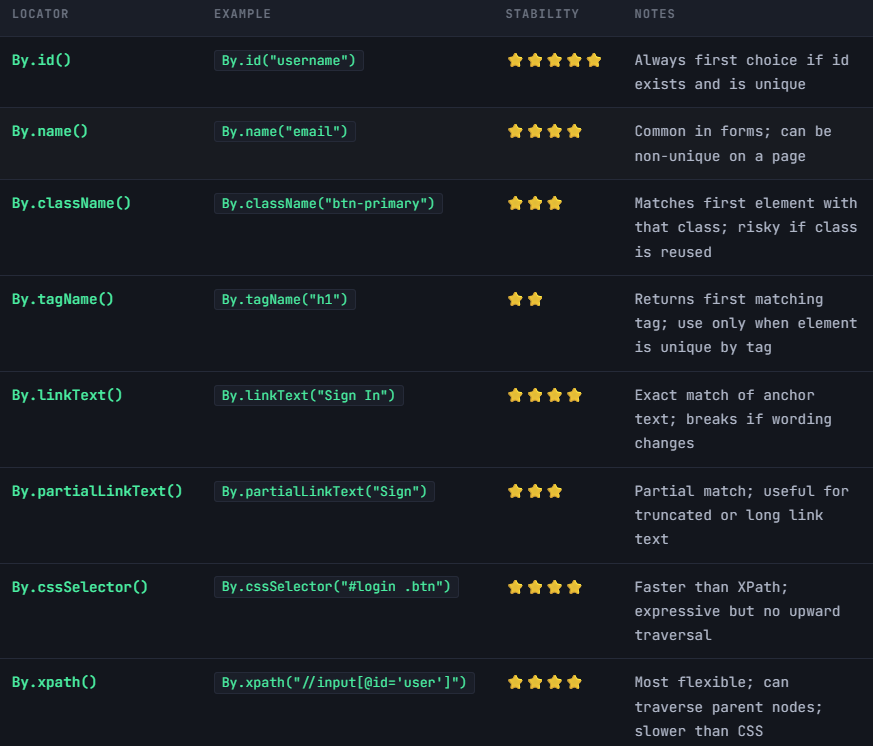 LOCATOR EXAMPLE STABILITY NOTES
By.id() By.id("username") ⭐⭐⭐⭐⭐ Always first choice if id
exists and is unique
By.name() By.name("email") ⭐⭐⭐⭐ Common in forms; can be
non-unique on a page
By.className() By.className("btn-primary") ⭐⭐⭐ Matches first element with
that class; risky if class
is reused
By.tagName() By.tagName("h1") ⭐⭐ Returns first matching
tag; use only when element
is unique by tag
By.linkText() By.linkText("Sign In") ⭐⭐⭐⭐ Exact match of anchor
text; breaks if wording
changes
By.partialLinkText() By.partialLinkText("Sign") ⭐⭐⭐ Partial match; useful for
truncated or long link
text
By.cssSelector() By.cssSelector("#login .btn") ⭐⭐⭐⭐ Faster than XPath;
expressive but no upward
traversal
By.xpath() By.xpath("//input[@id='user']") ⭐⭐⭐⭐ Most flexible; can
traverse parent nodes;
slower than CSS